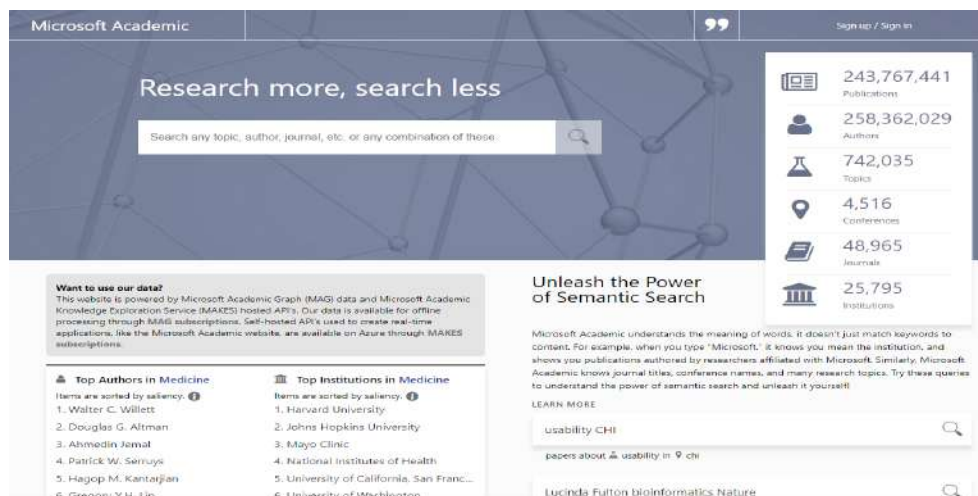 Microsoft Academic
Sign up / Sign in
Research more, search less
Search any topic, author, journal, etc. or any combination of these.
243,767,441
Publications
258,362,029
Authors
742,035
Topics
4,516
Conferences
48,965
Journals
25,795
Institutions
Want to use our data?
This website is powered by Microsoft Academic Graph (MAG) data and Microsoft Academic
Knowledge Exploration Service (MAKES) hosted API's. Our data is available for offline
processing through MAG subscriptions. Self-hosted API's used to create real-time
applications, like the Microsoft Academic website, are available on Azure through MAKES
subscriptions.
Top Authors in Medicine
Items are sorted by saliency.
1. Walter C. Willett
2. Douglas G. Altman
3. Ahmedin Jemal
4. Patrick W. Serruys
5. Hagop M. Kantarjian
6. Gregory Y.H. Lip
Top Institutions in Medicine
Items are sorted by saliency.
1. Harvard University
2. Johns Hopkins University
3. Mayo Clinic
4. National Institutes of Health
5. University of California, San Franc...
6. University of Washington
Unleash the Power
of Semantic Search
Microsoft Academic understands the meaning of words, it doesn't just match keywords to
content. For example, when you type "Microsoft," it knows you mean the institution, and
shows you publications authored by researchers affiliated with Microsoft. Similarly, Microsoft
Academic knows journal titles, conference names, and many research topics. Try these queries
to understand the power of semantic search and unleash it yourself!
LEARN MORE
usability CHI
papers about usability in chi
Lucinda Fulton bioinformatics Nature